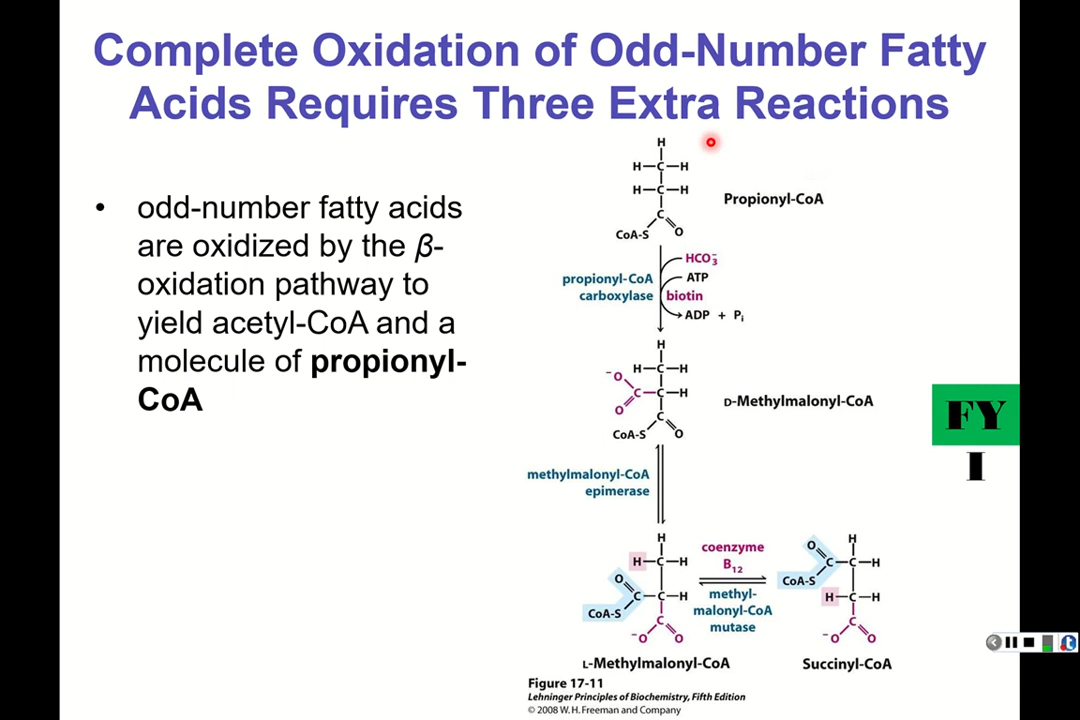 Complete Oxidation of Odd-Number Fatty
Acids Requires Three Extra Reactions
• odd-number fatty acids
are oxidized by the β-
oxidation pathway to
yield acetyl-CoA and a
molecule of propionyl-
CoA
H
H—C—H
H—C—H
C
CoA-S O
Propionyl-CoA
HCO₃⁻
propionyl-CoA ATP
carboxylase biotin
ADP + Pᵢ
H
⁻O H—C—H
C—C—H
O C
CoA-S O
D-Methylmalonyl-CoA
FY
I
methylmalonyl-CoA
epimerase
H
H—C—H
O
C—C—H
CoA-S C
⁻O O
L-Methylmalonyl-CoA
coenzyme
B₁₂
methyl-
malonyl-CoA
mutase
O H
C—C—H
CoA-S
H—C—H
C
⁻O O
Succinyl-CoA
Figure 17-11
Lehninger Principles of Biochemistry, Fifth Edition
© 2008 W. H. Freeman and Company